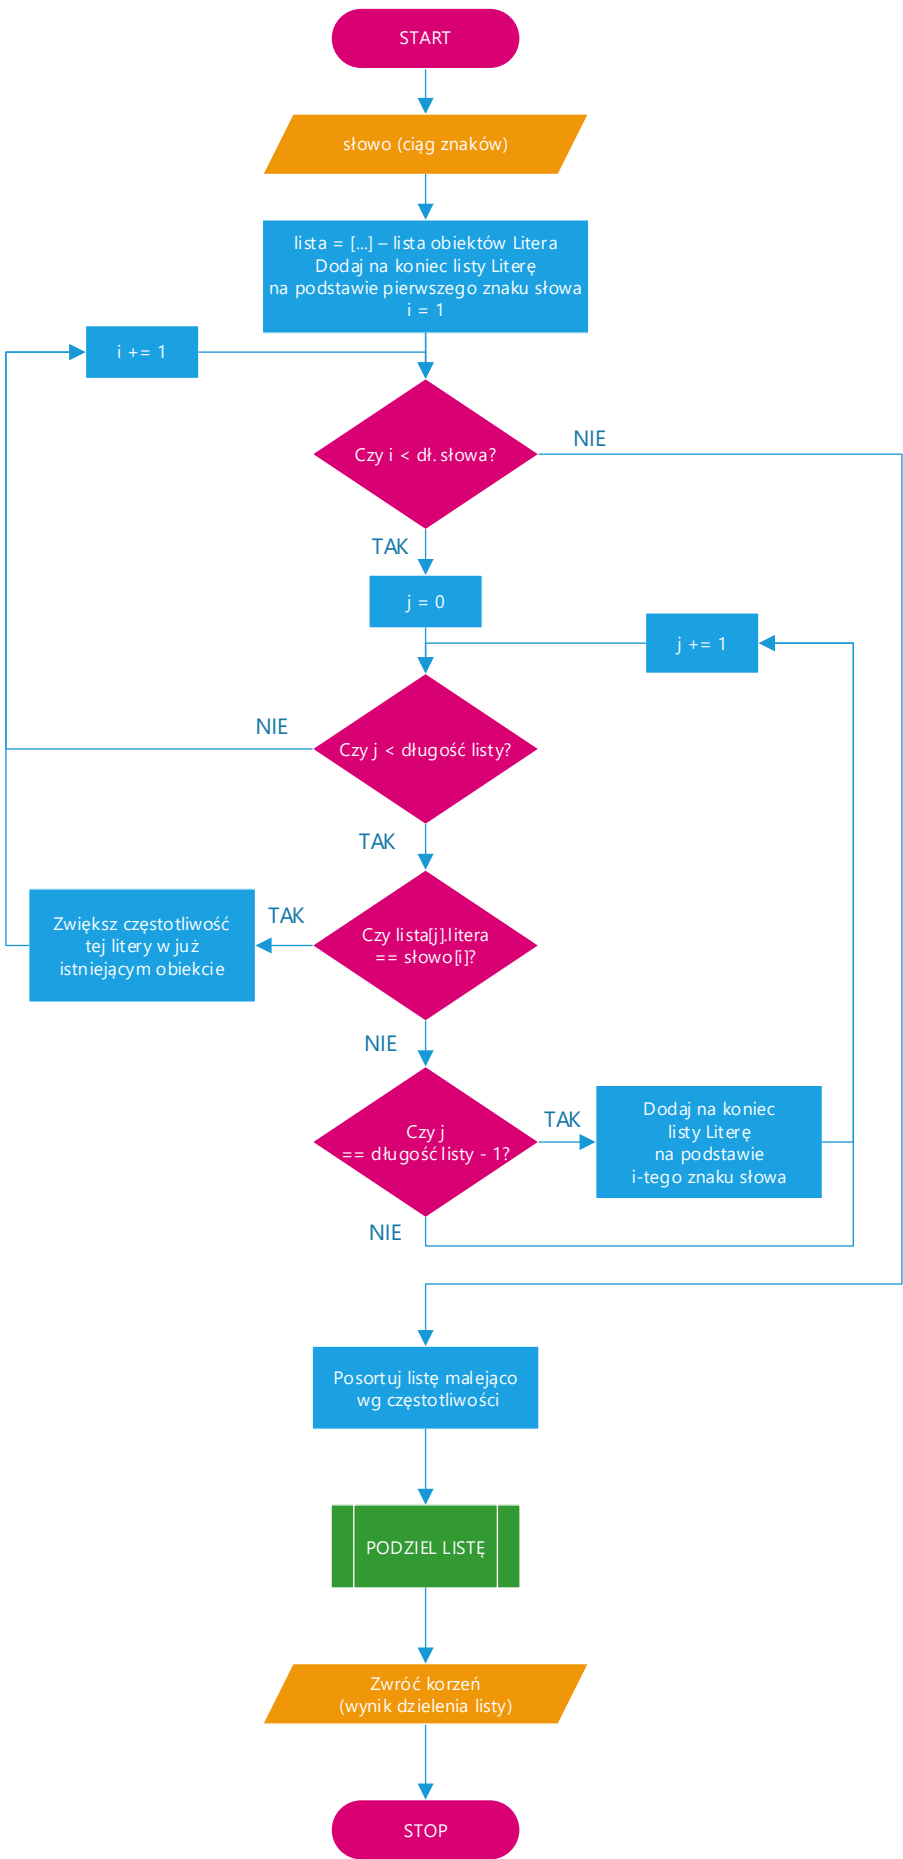 START
słowo (ciąg znaków)
lista = [...] – lista obiektów Litera
Dodaj na koniec listy Literę
na podstawie pierwszego znaku słowa
i = 1
i += 1
Czy i < dł. słowa?
NIE
TAK
j = 0
j += 1
Czy j < długość listy?
NIE
TAK
Czy lista[j].litera
== słowo[i]?
TAK
Zwiększ częstotliwość
tej litery w już
istniejącym obiekcie
NIE
Czy j
== długość listy - 1?
TAK
Dodaj na koniec
listy Literę
na podstawie
i-tego znaku słowa
NIE
Posortuj listę malejąco
wg częstotliwości
PODZIEL LISTĘ
Zwróć korzeń
(wynik dzielenia listy)
STOP